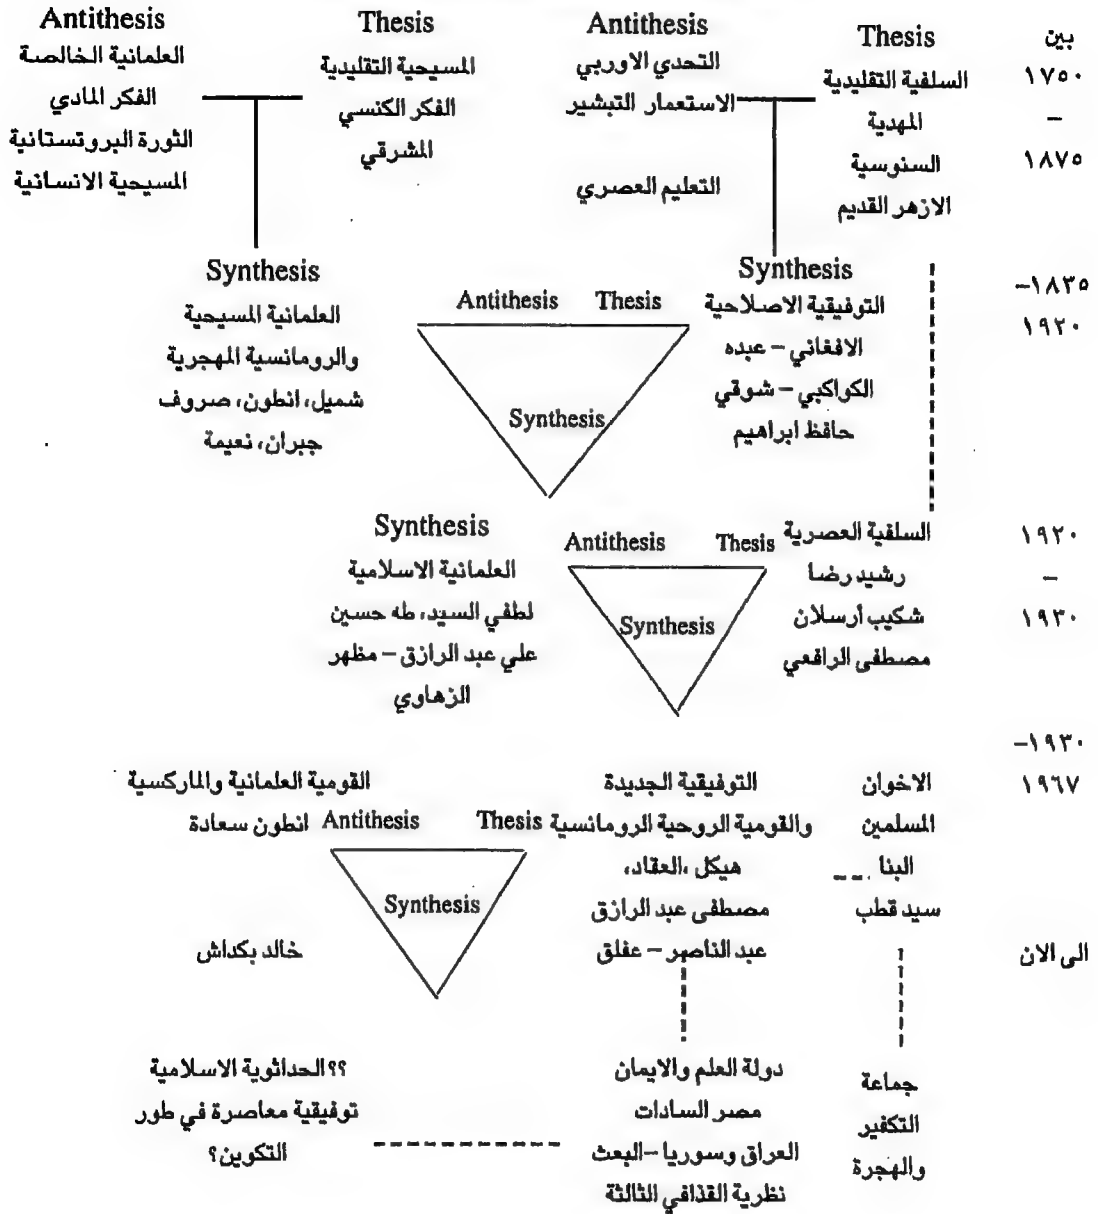 بين
Thesis
Antithesis
Thesis
Antithesis
١٧٥٠
–
١٨٧٥
السلفية التقليدية
المهدية
السنوسية
الازهر القديم
التحدي الاوربي
الاستعمار التبشير
التعليم العصري
المسيحية التقليدية
الفكر الكنسي
المشرقي
العلمانية الخالصة
الفكر المادي
الثورة البروتستانية
المسيحية الانسانية
١٨٣٥–
١٩٢٠
Synthesis
التوفيقية الاصلاحية
الافغاني – عبده
الكواكبي – شوقي
حافظ ابراهيم
Thesis
Antithesis
Synthesis
Synthesis
العلمانية المسيحية
والرومانسية المهجرية
شميل، انطون، صروف
جبران، نعيمة
١٩٢٠
–
١٩٣٠
السلفية العصرية
رشيد رضا
شكيب أرسلان
مصطفى الرافعي
Thesis
Antithesis
Synthesis
Synthesis
العلمانية الاسلامية
لطفي السيد، طه حسين
علي عبد الرازق – مظهر
الزهاوي
١٩٣٠–
١٩٦٧
الى الان
الاخوان
المسلمين
البنا
سيد قطب
التوفيقية الجديدة
والقومية الروحية الرومانسية
هيكل ،العقاد،
مصطفى عبد الرازق
عبد الناصر – عفلق
Thesis
Antithesis
Synthesis
القومية العلمانية والماركسية
انطون سعادة
خالد بكداش
جماعة
التكفير
والهجرة
دولة العلم والايمان
مصر السادات
العراق وسوريا –البعث
نظرية القذافي الثالثة
؟؟ الحداثوية الاسلامية
توفيقية معاصرة في طور
التكوين؟